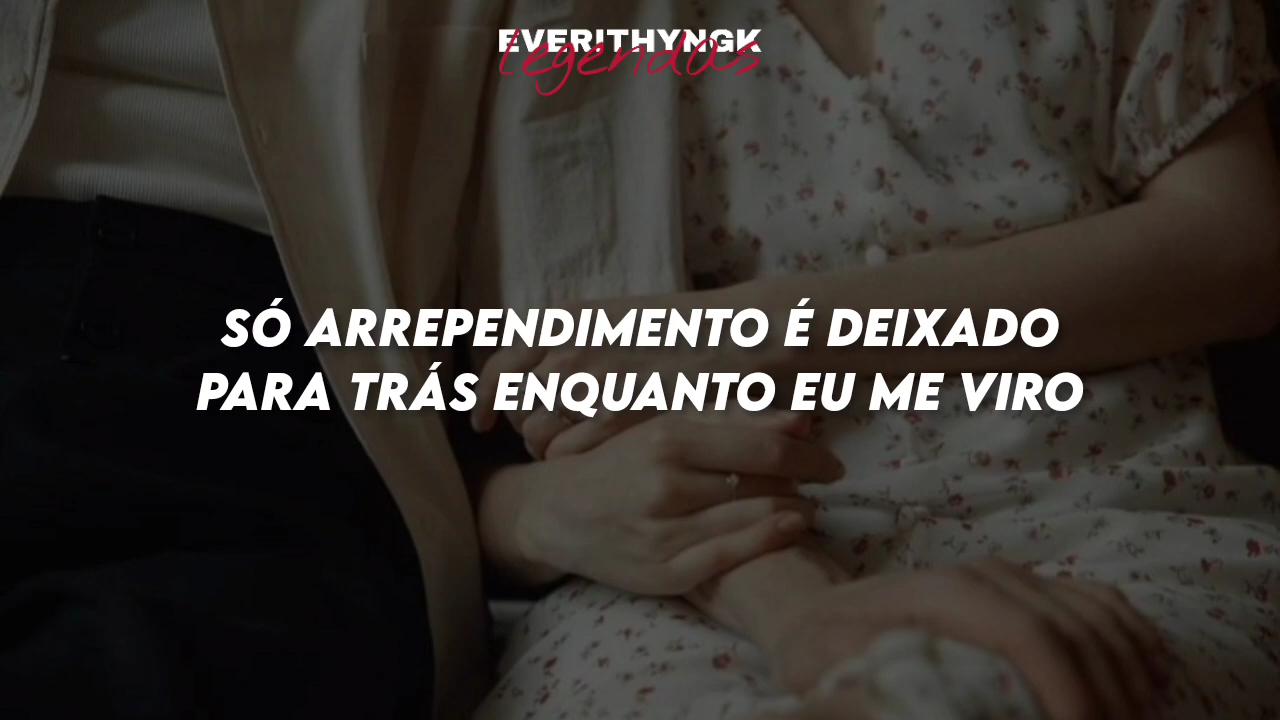 EVERITHYNGK
legendas
SÓ ARREPENDIMENTO É DEIXADO
PARA TRÁS ENQUANTO EU ME VIRO